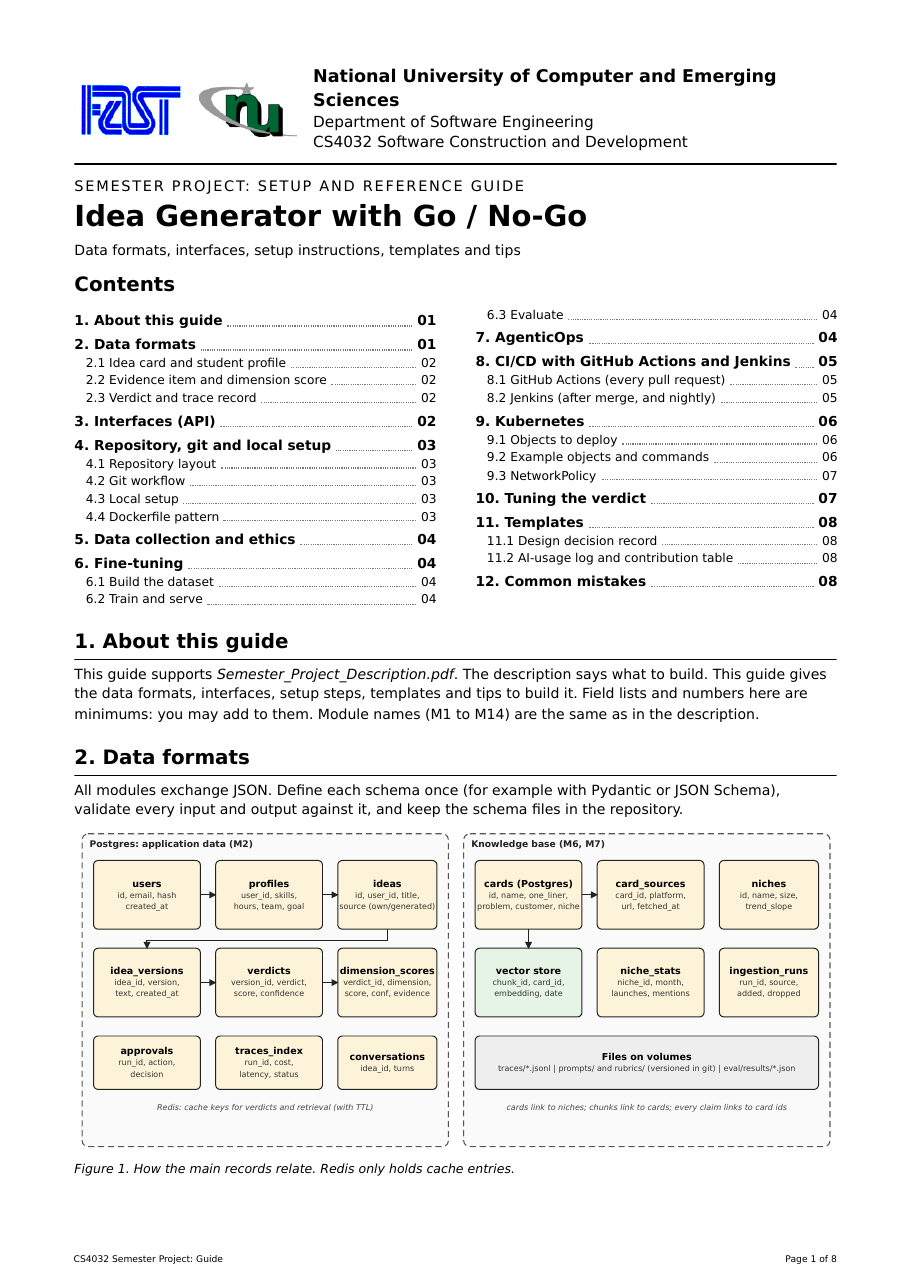 FAST
nu
National University of Computer and Emerging
Sciences
Department of Software Engineering
CS4032 Software Construction and Development
SEMESTER PROJECT: SETUP AND REFERENCE GUIDE
Idea Generator with Go / No-Go
Data formats, interfaces, setup instructions, templates and tips
Contents
1. About this guide 01
2. Data formats 01
2.1 Idea card and student profile 02
2.2 Evidence item and dimension score 02
2.3 Verdict and trace record 02
3. Interfaces (API) 02
4. Repository, git and local setup 03
4.1 Repository layout 03
4.2 Git workflow 03
4.3 Local setup 03
4.4 Dockerfile pattern 03
5. Data collection and ethics 04
6. Fine-tuning 04
6.1 Build the dataset 04
6.2 Train and serve 04
6.3 Evaluate 04
7. AgenticOps 04
8. CI/CD with GitHub Actions and Jenkins 05
8.1 GitHub Actions (every pull request) 05
8.2 Jenkins (after merge, and nightly) 05
9. Kubernetes 06
9.1 Objects to deploy 06
9.2 Example objects and commands 06
9.3 NetworkPolicy 07
10. Tuning the verdict 07
11. Templates 08
11.1 Design decision record 08
11.2 AI-usage log and contribution table 08
12. Common mistakes 08
1. About this guide
This guide supports Semester_Project_Description.pdf. The description says what to build. This guide gives
the data formats, interfaces, setup steps, templates and tips to build it. Field lists and numbers here are
minimums: you may add to them. Module names (M1 to M14) are the same as in the description.
2. Data formats
All modules exchange JSON. Define each schema once (for example with Pydantic or JSON Schema),
validate every input and output against it, and keep the schema files in the repository.
Postgres: application data (M2)
users
id, email, hash
created_at
profiles
user_id, skills,
hours, team, goal
ideas
id, user_id, title,
source (own/generated)
idea_versions
idea_id, version,
text, created_at
verdicts
version_id, verdict,
score, confidence
dimension_scores
verdict_id, dimension,
score, conf, evidence
approvals
run_id, action,
decision
traces_index
run_id, cost,
latency, status
conversations
idea_id, turns
Redis: cache keys for verdicts and retrieval (with TTL)
Knowledge base (M6, M7)
cards (Postgres)
id, name, one_liner,
problem, customer, niche
card_sources
card_id, platform,
url, fetched_at
niches
id, name, size,
trend_slope
vector store
chunk_id, card_id,
embedding, date
niche_stats
niche_id, month,
launches, mentions
ingestion_runs
run_id, source,
added, dropped
Files on volumes
traces/*.jsonl | prompts/ and rubrics/ (versioned in git) | eval/results/*.json
cards link to niches; chunks link to cards; every claim links to card ids
Figure 1. How the main records relate. Redis only holds cache entries.
CS4032 Semester Project: Guide
Page 1 of 8